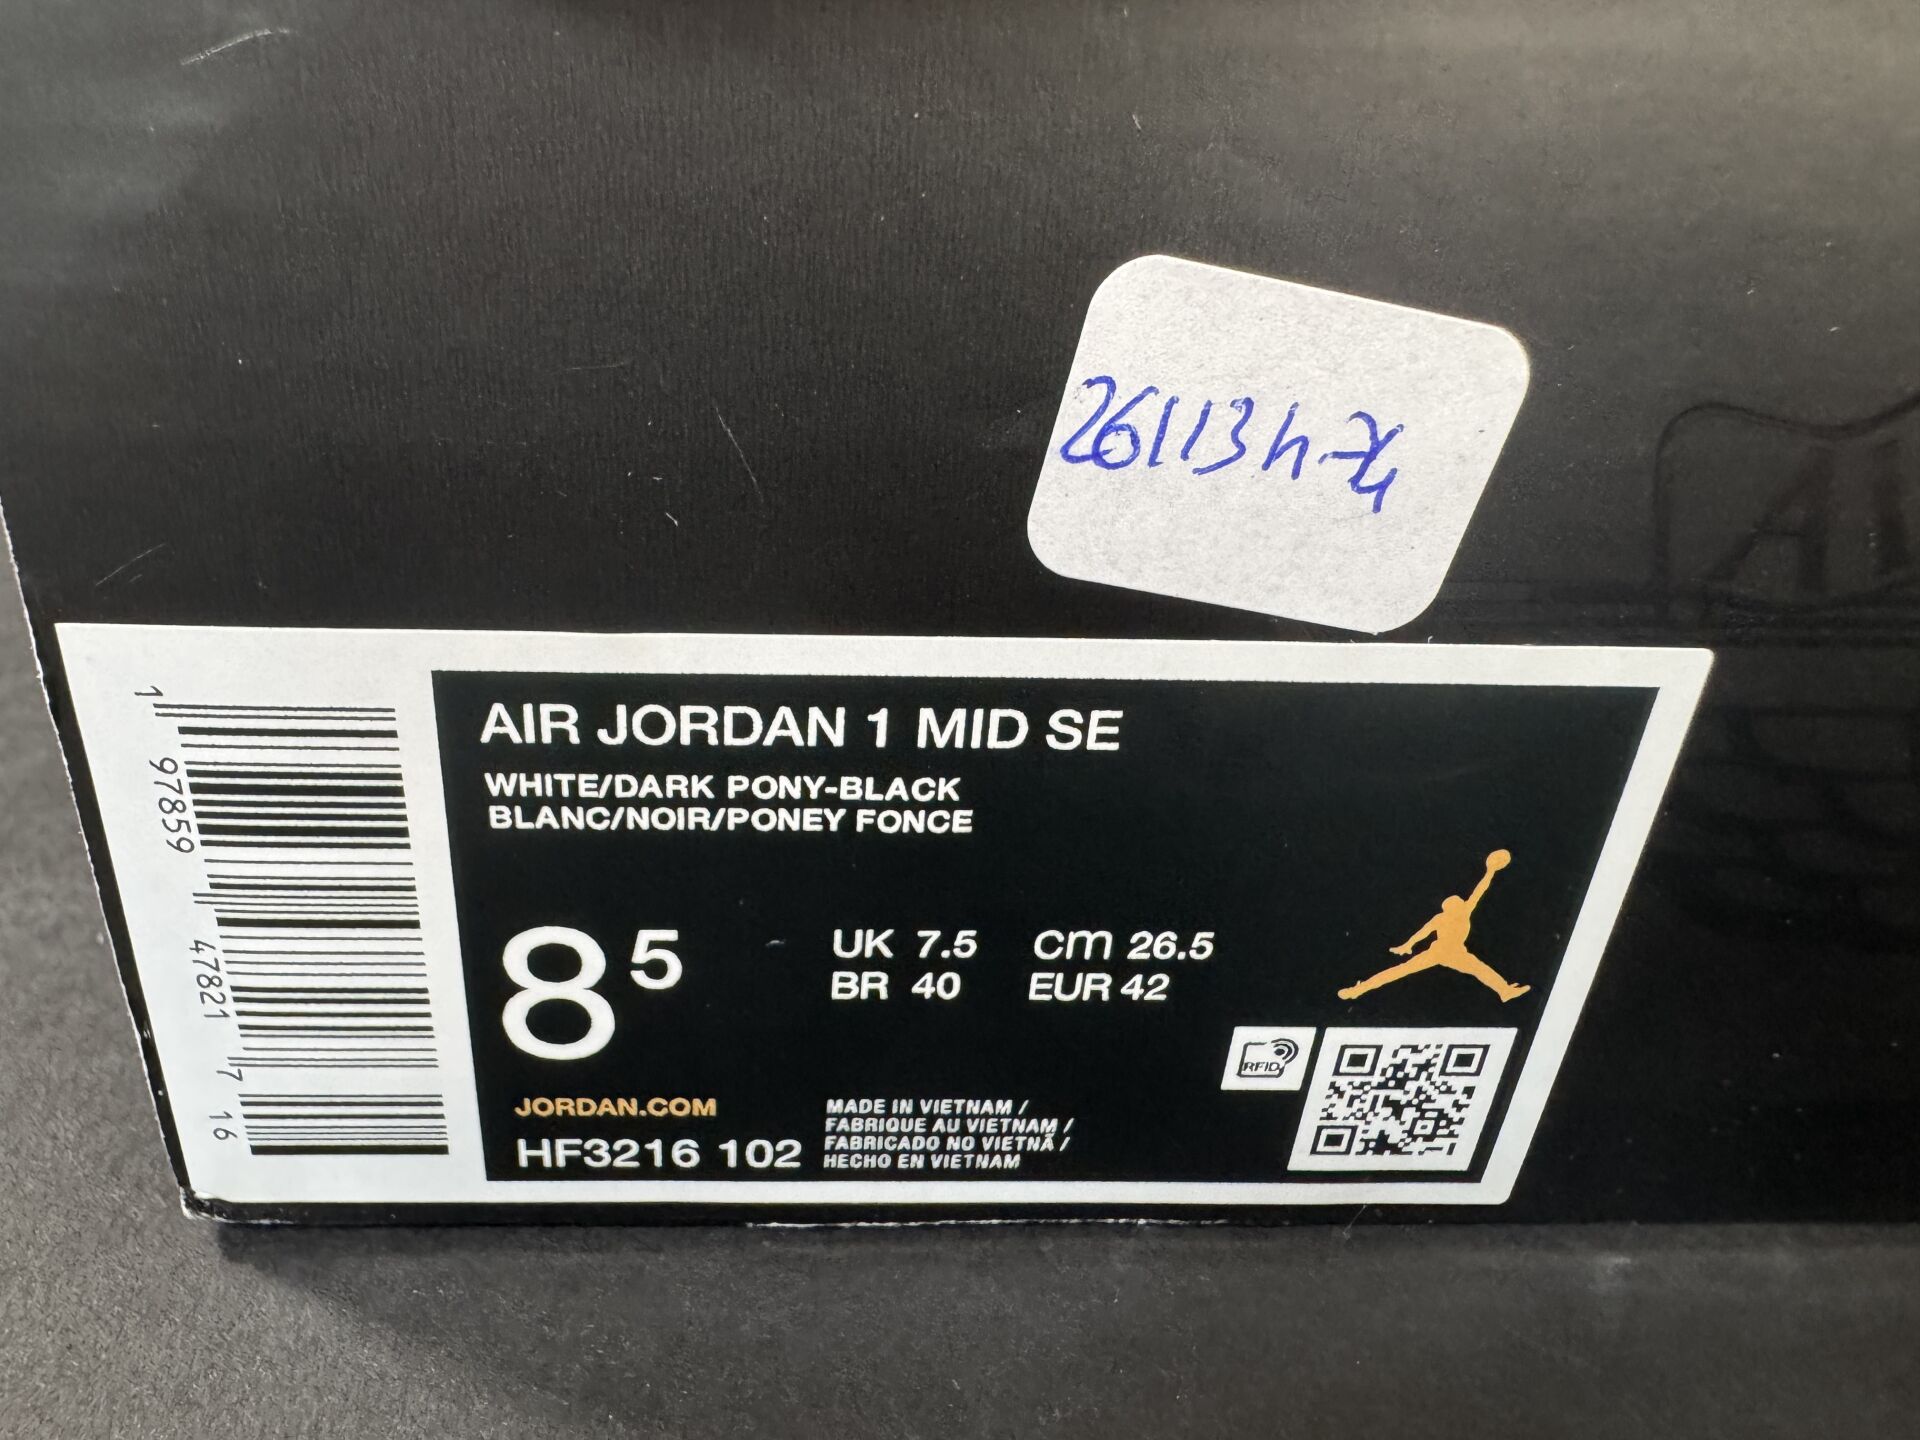 AIR JORDAN 1 MID SE
WHITE/DARK PONY-BLACK
BLANC/NOIR/PONEY FONCE
8 5
UK 7.5 cm 26.5
BR 40 EUR 42
RFID
JORDAN.COM
HF3216 102
MADE IN VIETNAM /
FABRIQUE AU VIETNAM /
FABRICADO NO VIETNÃ /
HECHO EN VIETNAM
1 97859 47821 7 16